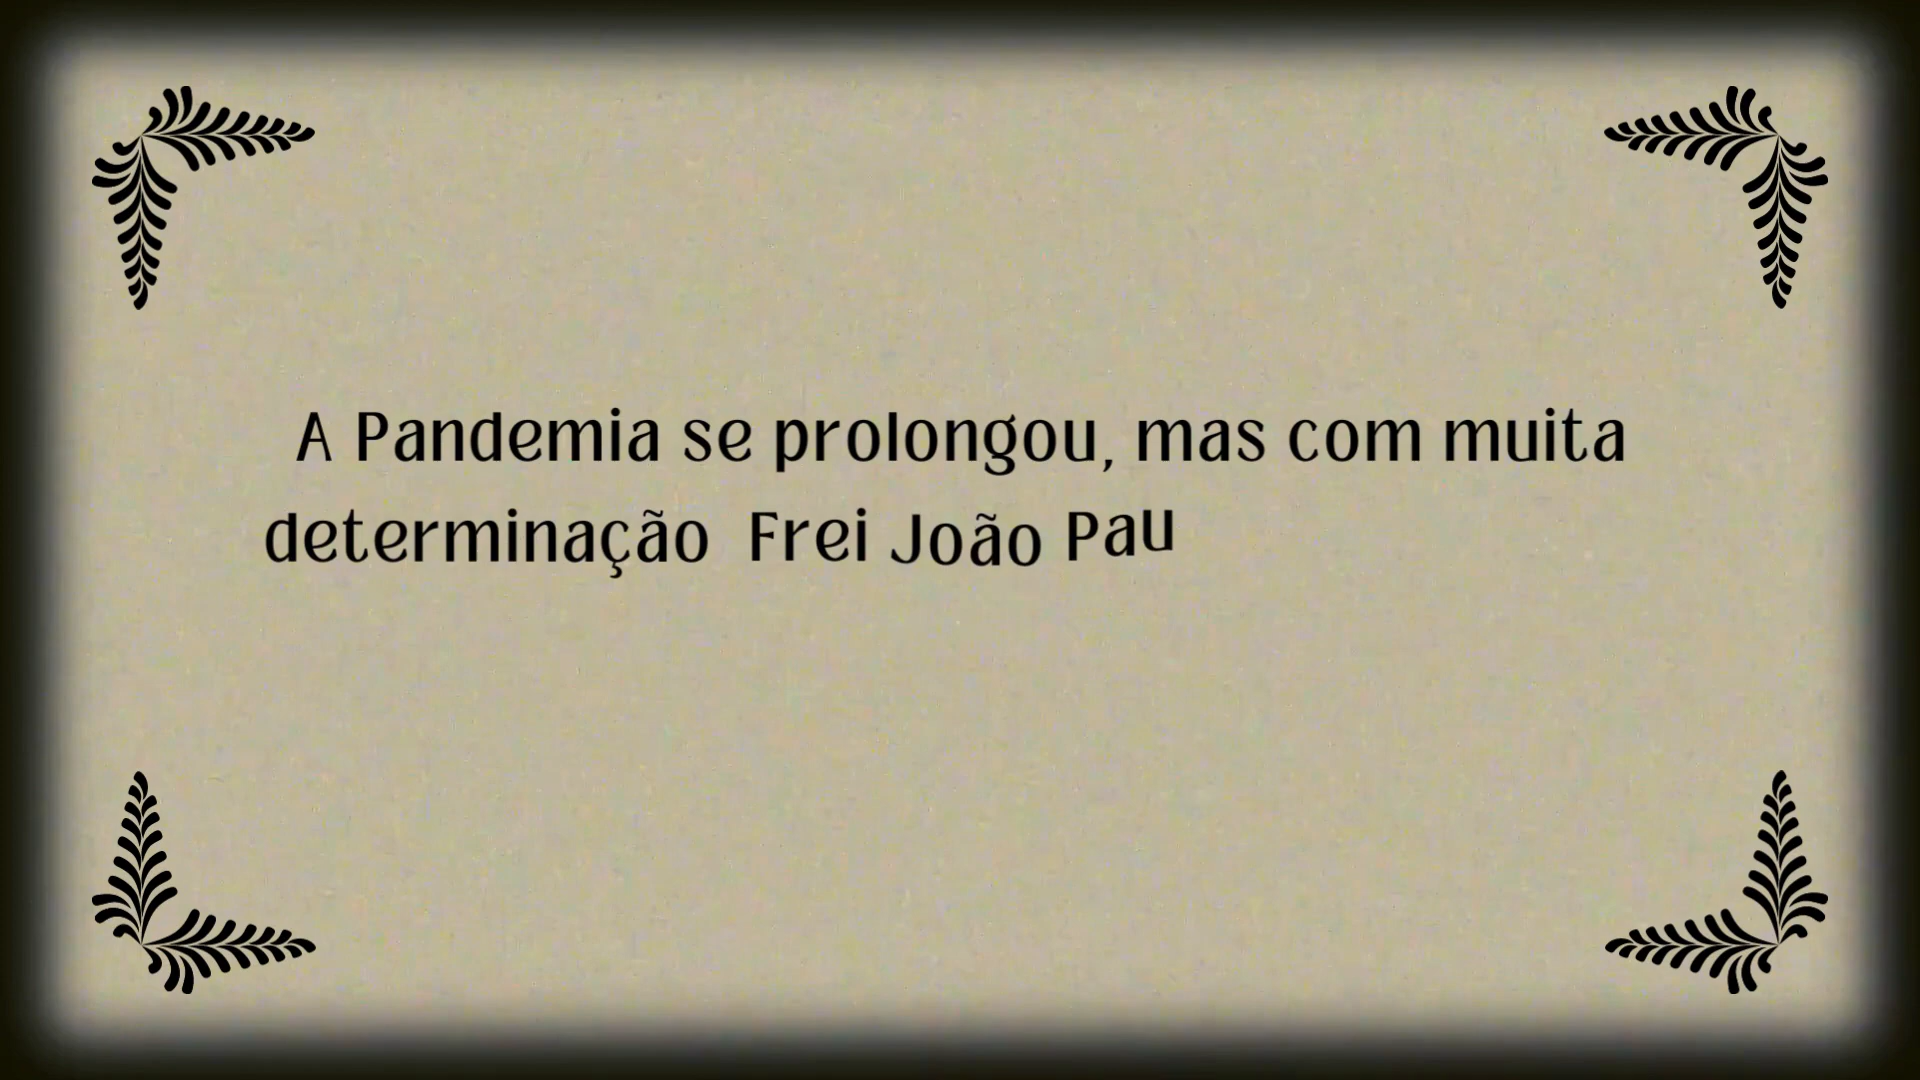 A Pandemia se prolongou, mas com muita
determinação Frei João Pau